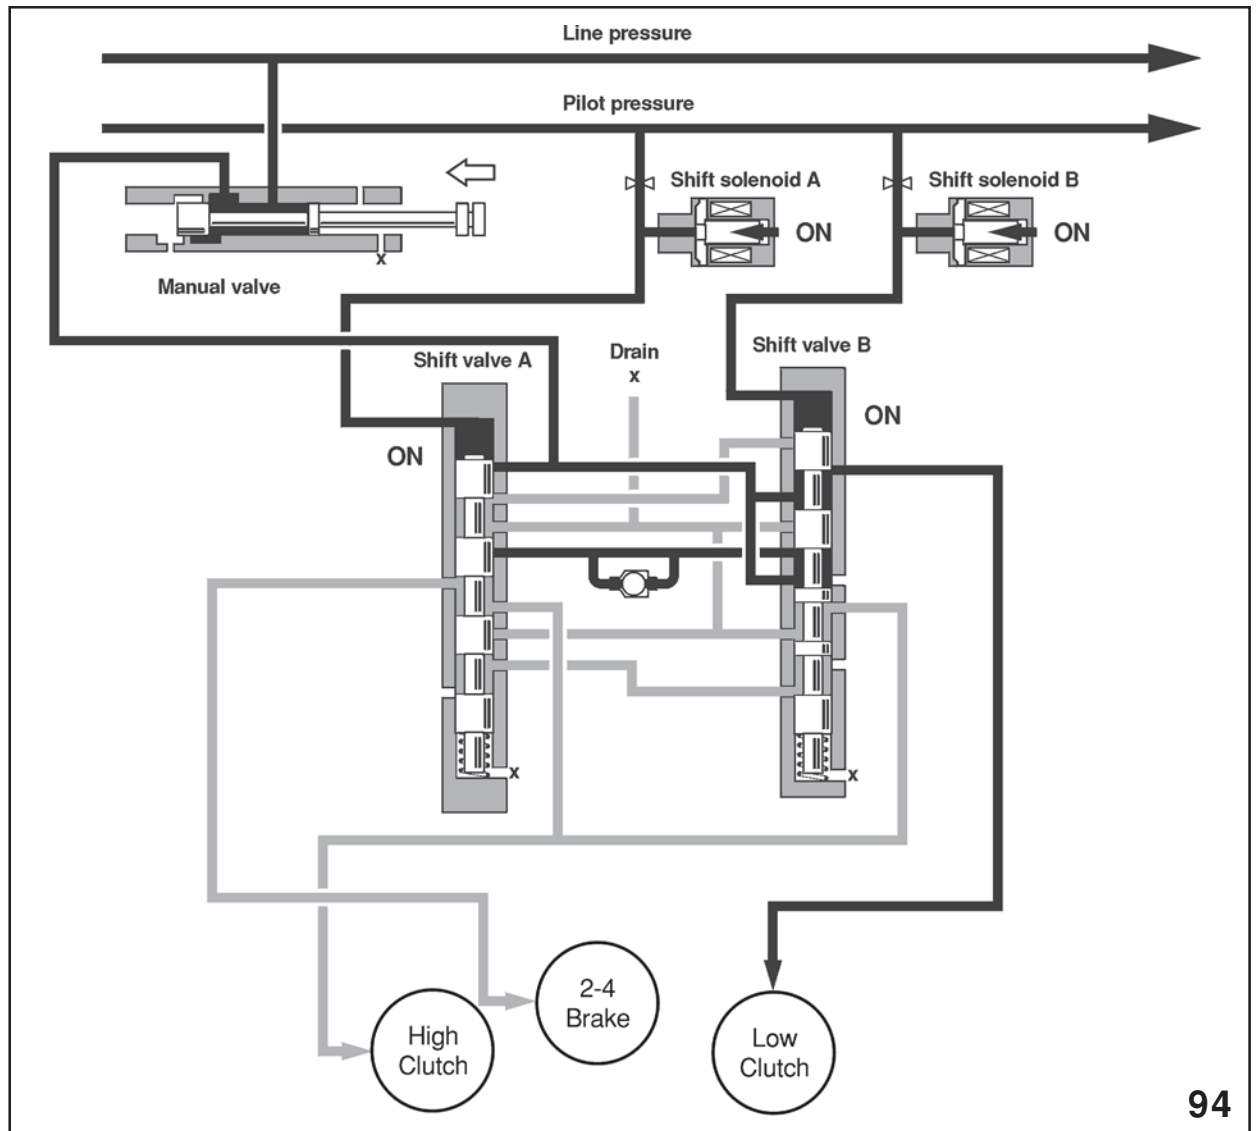 Line pressure
Pilot pressure
Shift solenoid A
Shift solenoid B
ON
ON
x
Manual valve
Shift valve A
Drain
x
Shift valve B
ON
ON
x
x
2-4
Brake
High
Clutch
Low
Clutch
94